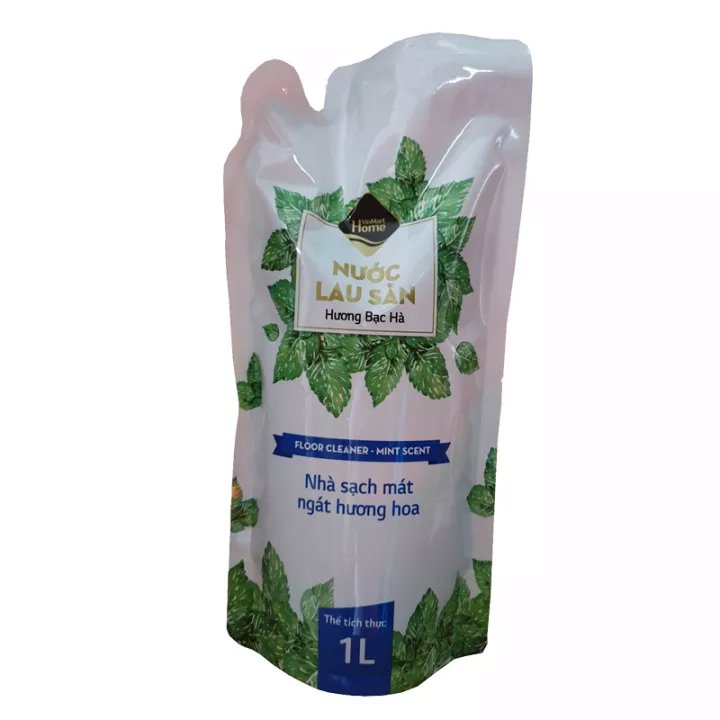 VinMart
Home
NƯỚC
LAU SÀN
Hương Bạc Hà
FLOOR CLEANER - MINT SCENT
Nhà sạch mát
ngát hương hoa
Thể tích thực
1L